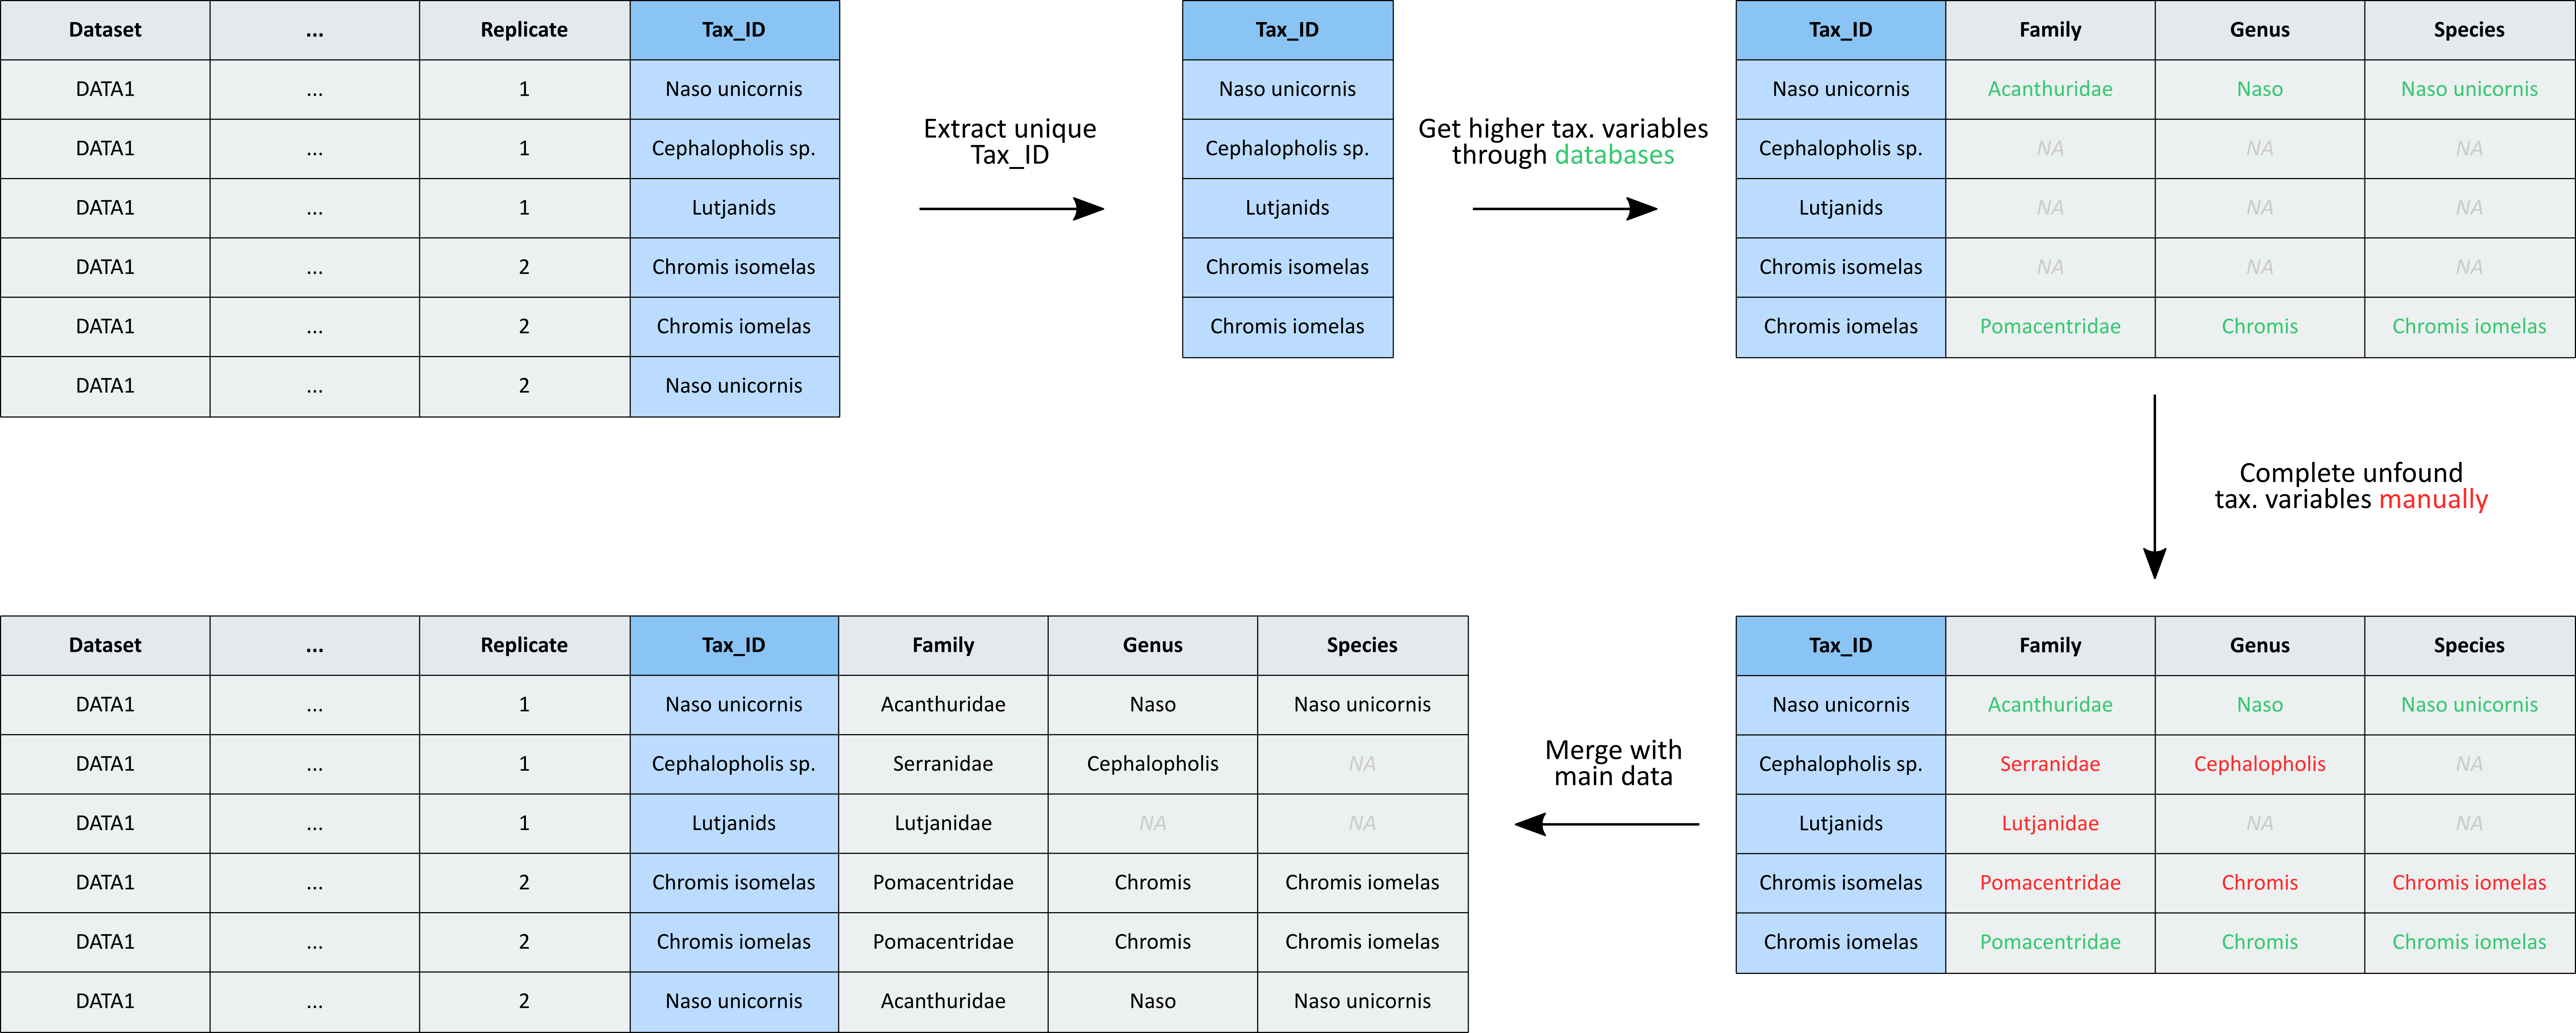 Dataset ... Replicate Tax_ID
DATA1 ... 1 Naso unicornis
DATA1 ... 1 Cephalopholis sp.
DATA1 ... 1 Lutjanids
DATA1 ... 2 Chromis isomelas
DATA1 ... 2 Chromis iomelas
DATA1 ... 2 Naso unicornis
Extract unique
Tax_ID
Tax_ID
Naso unicornis
Cephalopholis sp.
Lutjanids
Chromis isomelas
Chromis iomelas
Get higher tax. variables
through databases
Tax_ID Family Genus Species
Naso unicornis Acanthuridae Naso Naso unicornis
Cephalopholis sp. NA NA NA
Lutjanids NA NA NA
Chromis isomelas NA NA NA
Chromis iomelas Pomacentridae Chromis Chromis iomelas
Complete unfound
tax. variables manually
Tax_ID Family Genus Species
Naso unicornis Acanthuridae Naso Naso unicornis
Cephalopholis sp. Serranidae Cephalopholis NA
Lutjanids Lutjanidae NA NA
Chromis isomelas Pomacentridae Chromis Chromis iomelas
Chromis iomelas Pomacentridae Chromis Chromis iomelas
Merge with
main data
Dataset ... Replicate Tax_ID Family Genus Species
DATA1 ... 1 Naso unicornis Acanthuridae Naso Naso unicornis
DATA1 ... 1 Cephalopholis sp. Serranidae Cephalopholis NA
DATA1 ... 1 Lutjanids Lutjanidae NA NA
DATA1 ... 2 Chromis isomelas Pomacentridae Chromis Chromis iomelas
DATA1 ... 2 Chromis iomelas Pomacentridae Chromis Chromis iomelas
DATA1 ... 2 Naso unicornis Acanthuridae Naso Naso unicornis